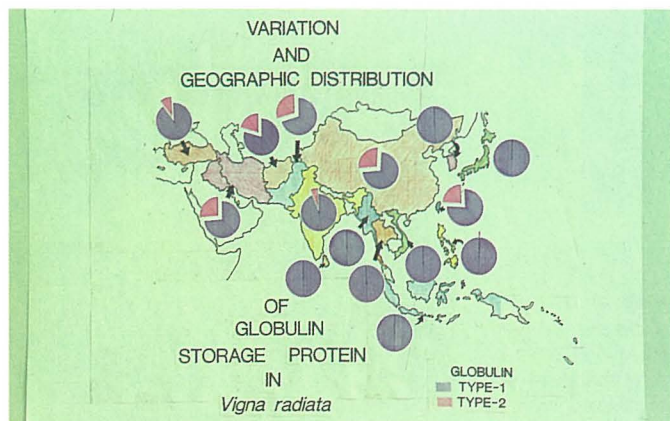 VARIATION
AND
GEOGRAPHIC DISTRIBUTION
OF
GLOBULIN
STORAGE PROTEIN
IN
Vigna radiata
GLOBULIN
TYPE-1
TYPE-2